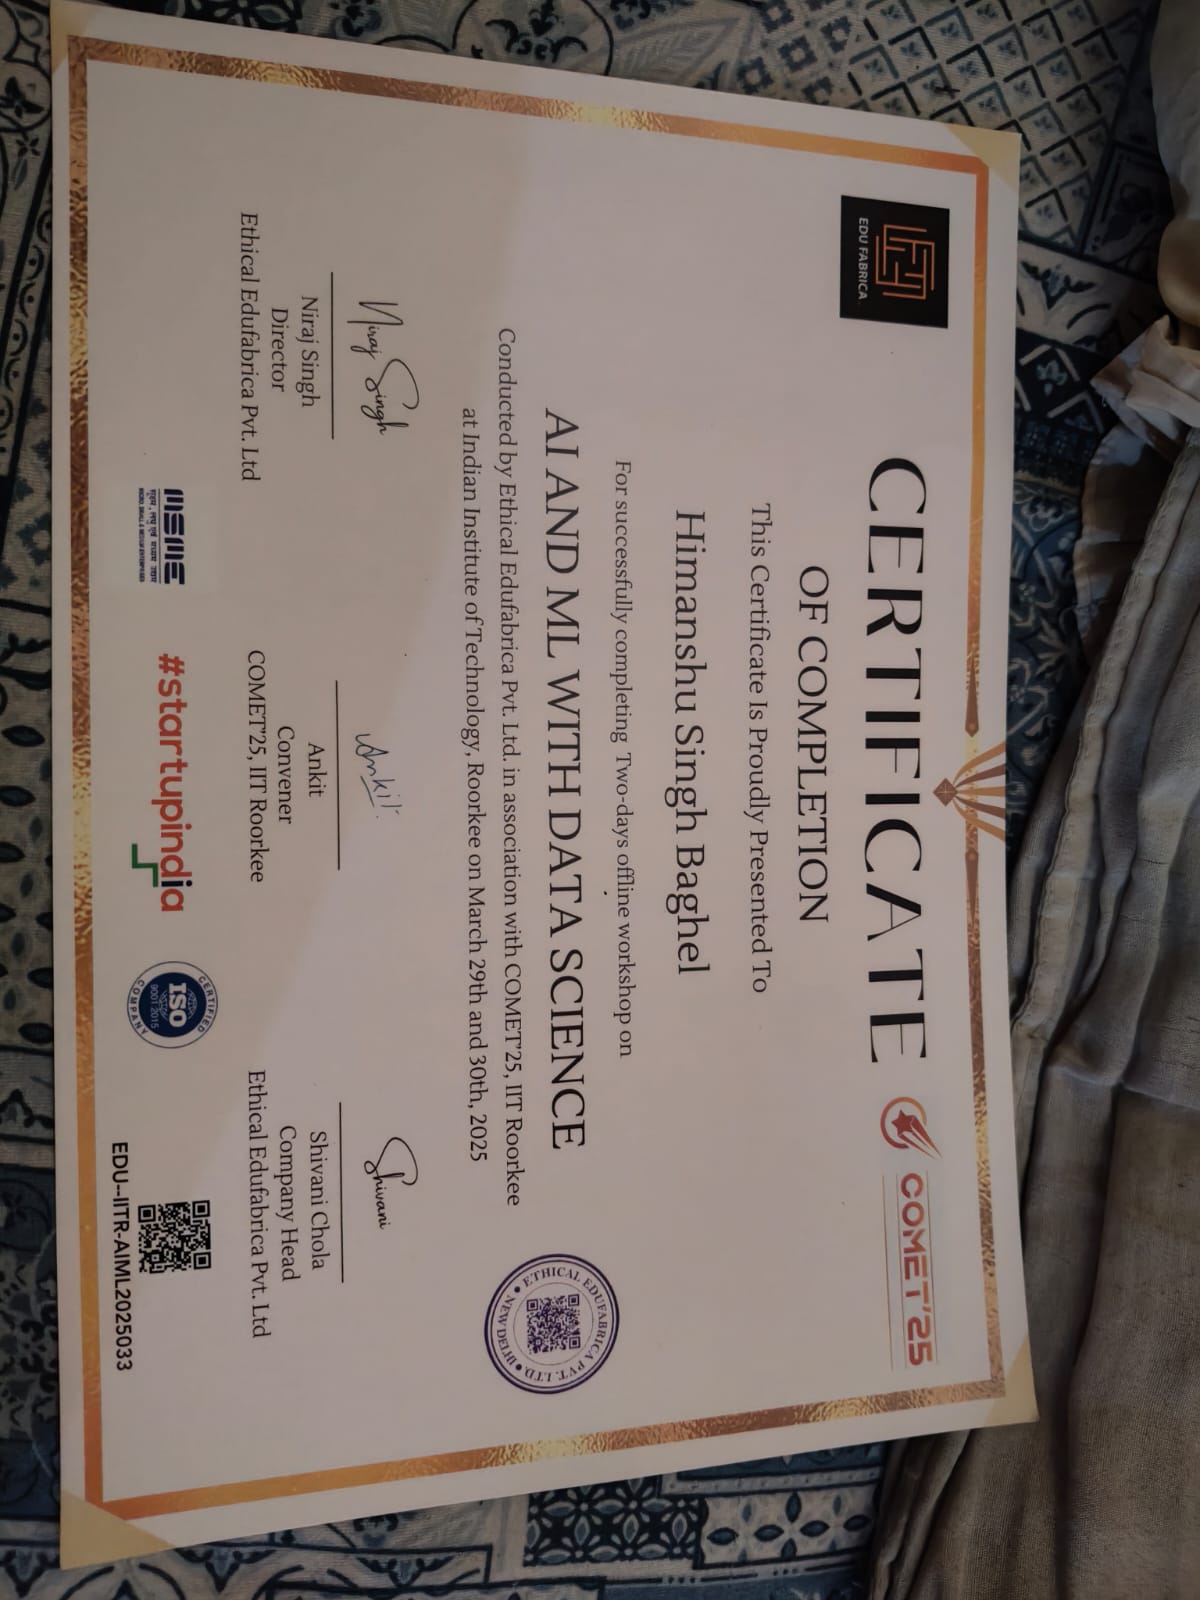 EDU FABRICA
COMET'25
CERTIFICATE
OF COMPLETION
This Certificate Is Proudly Presented To
Himanshu Singh Baghel
For successfully completing Two-days offline workshop on
AI AND ML WITH DATA SCIENCE
Conducted by Ethical Edufabrica Pvt. Ltd. in association with COMET'25, IIT Roorkee
at Indian Institute of Technology, Roorkee on March 29th and 30th, 2025
ETHICAL EDUFABRICA PVT. LTD.
NEW DELHI
Niraj Singh
Niraj Singh
Director
Ethical Edufabrica Pvt. Ltd
Ankit
Ankit
Convener
COMET'25, IIT Roorkee
Shivani
Shivani Chola
Company Head
Ethical Edufabrica Pvt. Ltd
MSME
MICRO, SMALL & MEDIUM ENTERPRISES
#startupindia
CERTIFIED
ISO
9001:2015
COMPANY
EDU--IITR-AIML2025033